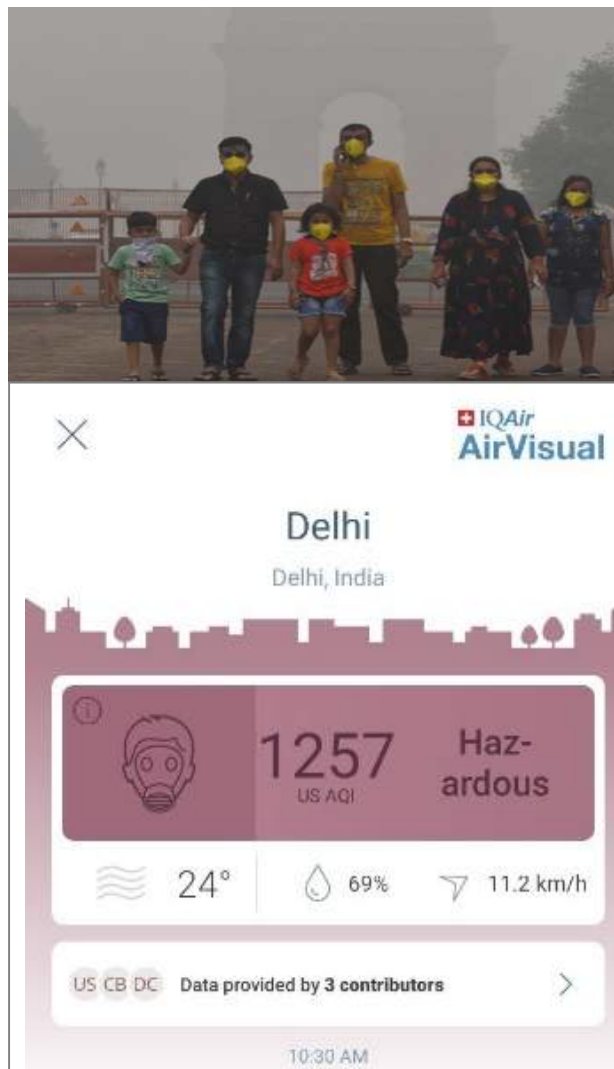 IQAir
AirVisual
Delhi
Delhi, India
1257
US AQI
Haz-
ardous
24°
69%
11.2 km/h
US CB DC Data provided by 3 contributors
10:30 AM